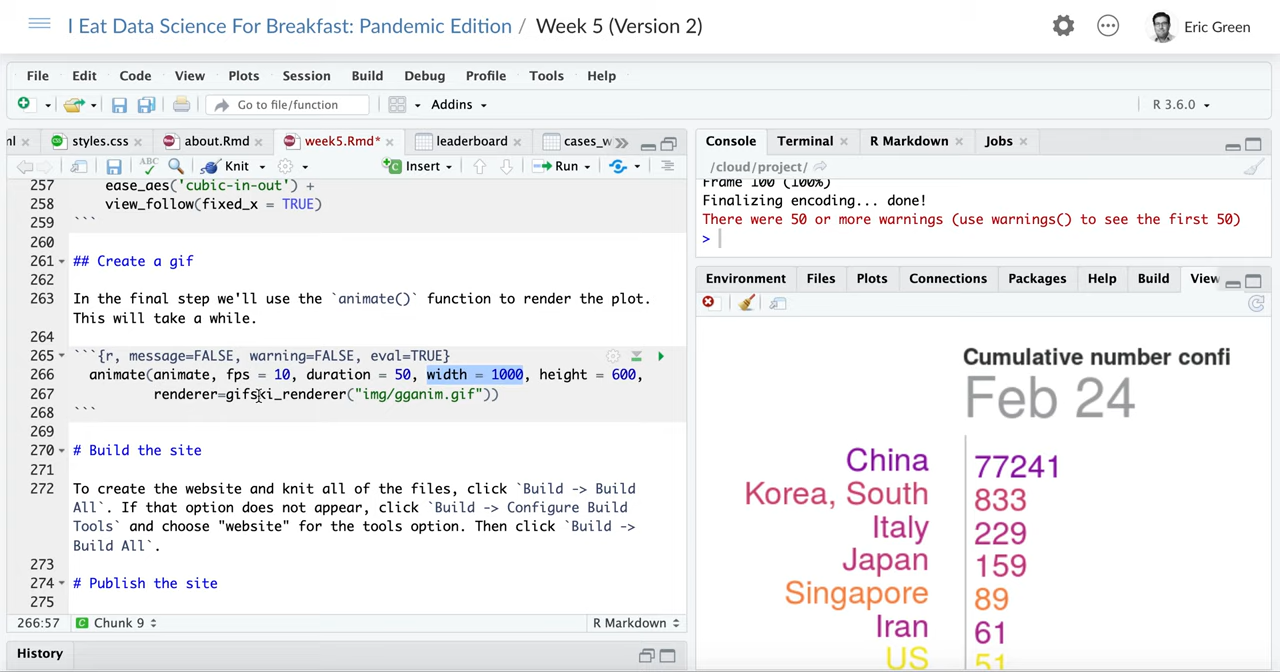 I Eat Data Science For Breakfast: Pandemic Edition / Week 5 (Version 2)
Eric Green
File Edit Code View Plots Session Build Debug Profile Tools Help
Go to file/function Addins R 3.6.0
styles.css about.Rmd week5.Rmd* leaderboard cases_w
ABC Knit Insert Run
257 ease_aes('cubic-in-out') +
258 view_follow(fixed_x = TRUE)
259 ```
260
261 ## Create a gif
262
263 In the final step we'll use the `animate()` function to render the plot.
This will take a while.
264
265 ```{r, message=FALSE, warning=FALSE, eval=TRUE}
266 animate(animate, fps = 10, duration = 50, width = 1000, height = 600,
267 renderer=gifski_renderer("img/gganim.gif"))
268 ```
269
270 # Build the site
271
272 To create the website and knit all of the files, click `Build -> Build
All`. If that option does not appear, click `Build -> Configure Build
Tools` and choose "website" for the tools option. Then click `Build ->
Build All`.
273
274 # Publish the site
275
266:57 Chunk 9 R Markdown
History
Console Terminal R Markdown Jobs
/cloud/project/
Frame 100 (100%)
Finalizing encoding... done!
There were 50 or more warnings (use warnings() to see the first 50)
>
Environment Files Plots Connections Packages Help Build View
Cumulative number confi
Feb 24
China 77241
Korea, South 833
Italy 229
Japan 159
Singapore 89
Iran 61
US 51